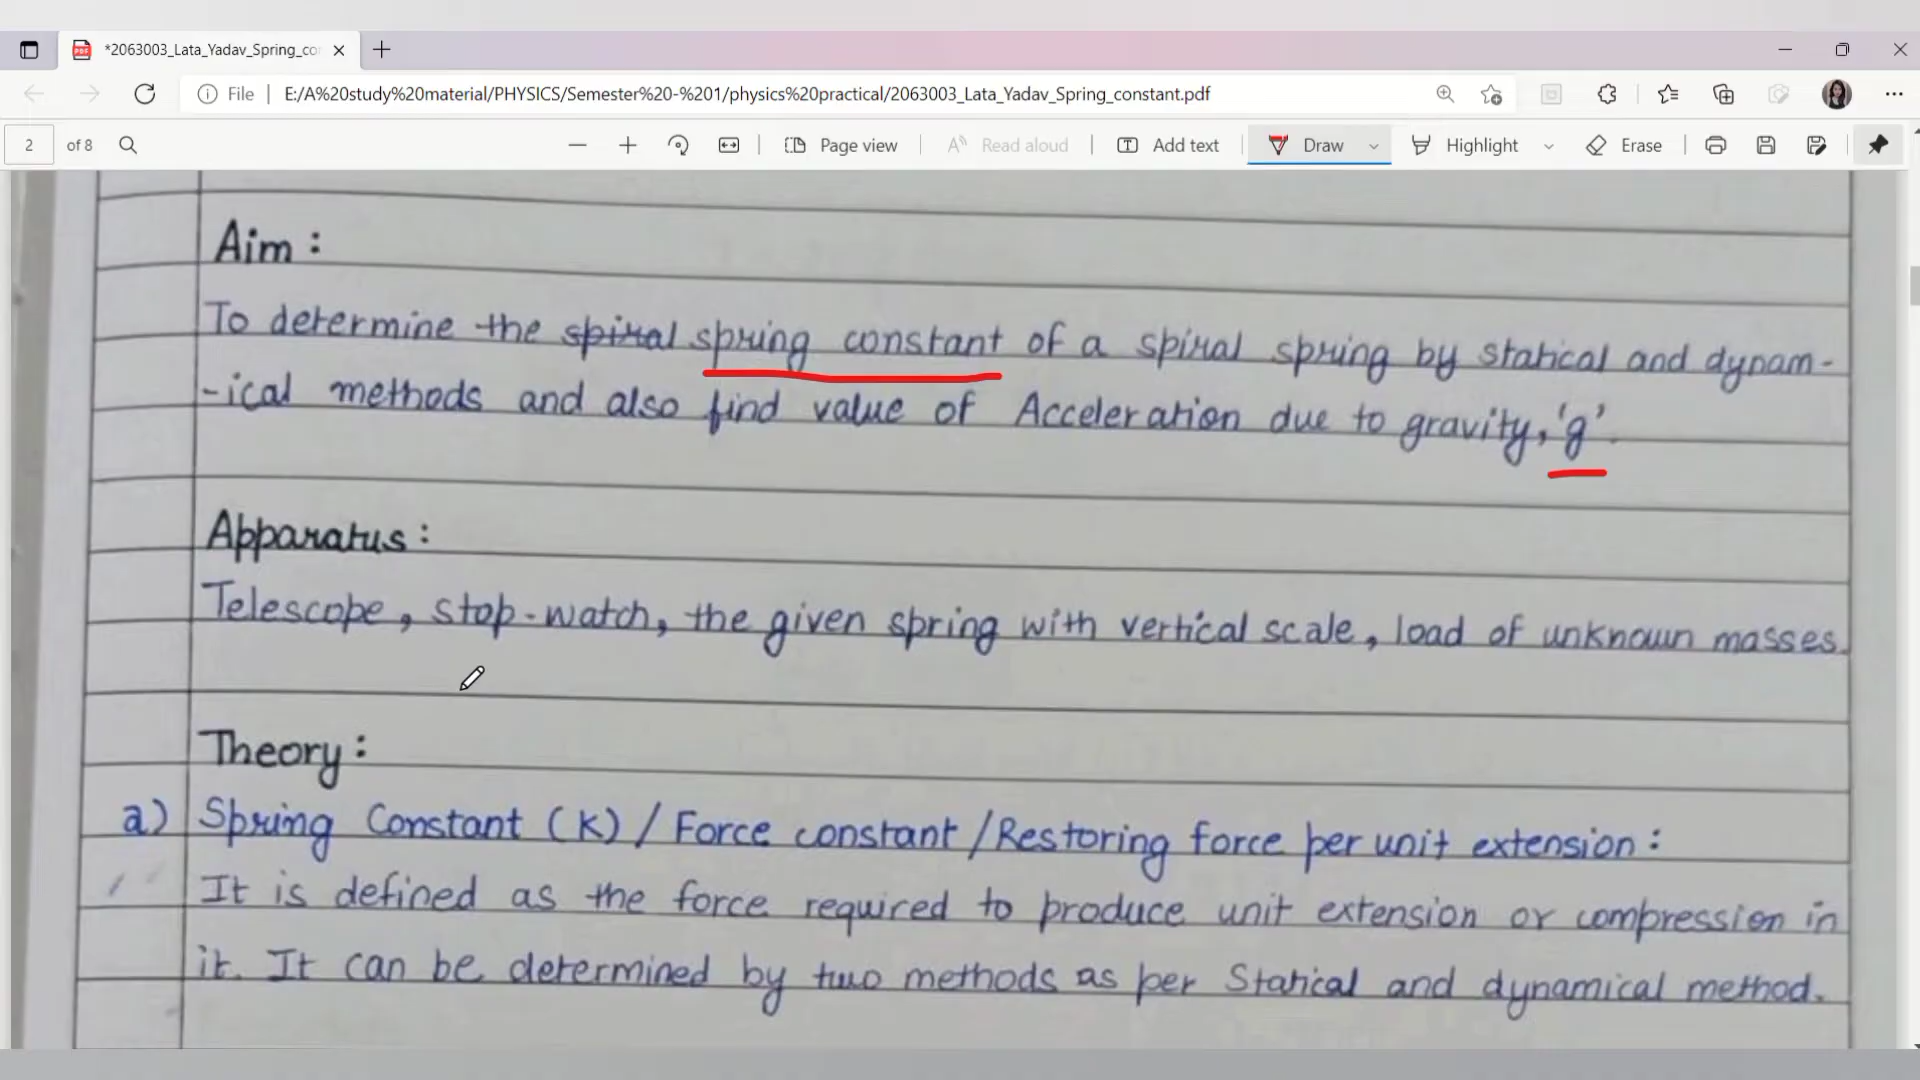 *2063003_Lata_Yadav_Spring_co
File E:/A%20study%20material/PHYSICS/Semester%20-%201/physics%20practical/2063003_Lata_Yadav_Spring_constant.pdf
2 of 8 Page view Read aloud Add text Draw Highlight Erase
Aim :
To determine the spiral spring constant of a spiral spring by statical and dynam-
-ical methods and also find value of Acceleration due to gravity, 'g'.
Apparatus :
Telescope, stop-watch, the given spring with vertical scale, load of unknown masses.
Theory :
a) Spring Constant (K) / Force constant / Restoring force per unit extension :
It is defined as the force required to produce unit extension or compression in
it. It can be determined by two methods as per Statical and dynamical method.